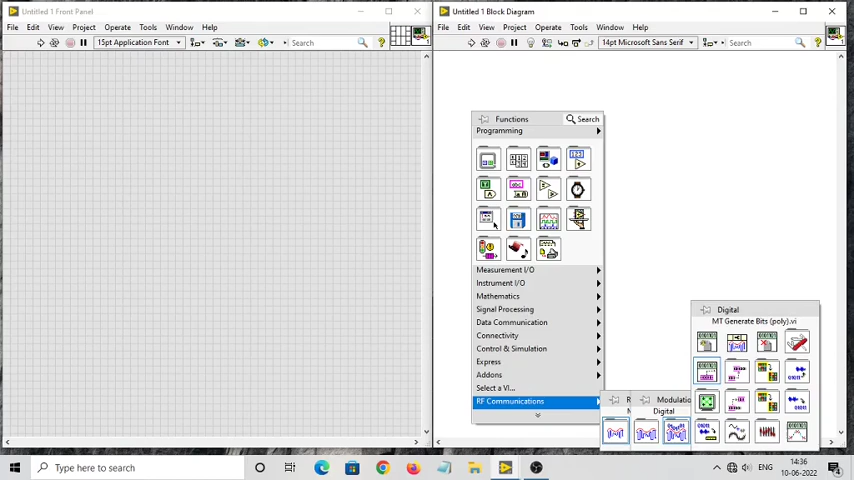 Untitled 1 Front Panel
File Edit View Project Operate Tools Window Help
15pt Application Font
Search
Untitled 1 Block Diagram
File Edit View Project Operate Tools Window Help
14pt Microsoft Sans Serif
Search
Functions
Search
Programming
Measurement I/O
Instrument I/O
Mathematics
Signal Processing
Data Communication
Connectivity
Control & Simulation
Express
Addons
Select a VI...
RF Communications
Modulatio
Digital
Digital
MT Generate Bits (poly).vi
Type here to search
ENG
14:36
10-06-2022
4